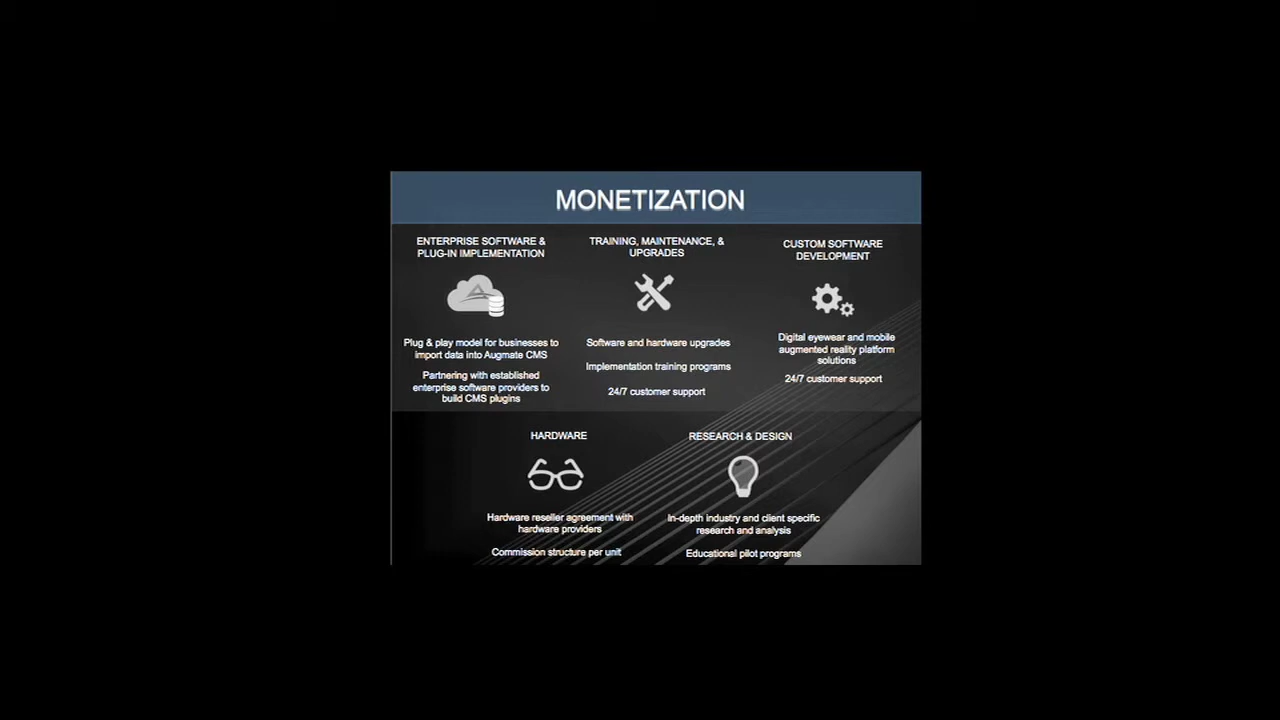 MONETIZATION
ENTERPRISE SOFTWARE &
PLUG-IN IMPLEMENTATION
Plug & play model for businesses to
import data into Augmate CMS
Partnering with established
enterprise software providers to
build CMS plugins
TRAINING, MAINTENANCE, &
UPGRADES
Software and hardware upgrades
Implementation training programs
24/7 customer support
CUSTOM SOFTWARE
DEVELOPMENT
Digital eyewear and mobile
augmented reality platform
solutions
24/7 customer support
HARDWARE
Hardware reseller agreement with
hardware providers
Commission structure per unit
RESEARCH & DESIGN
In-depth industry and client specific
research and analysis
Educational pilot programs